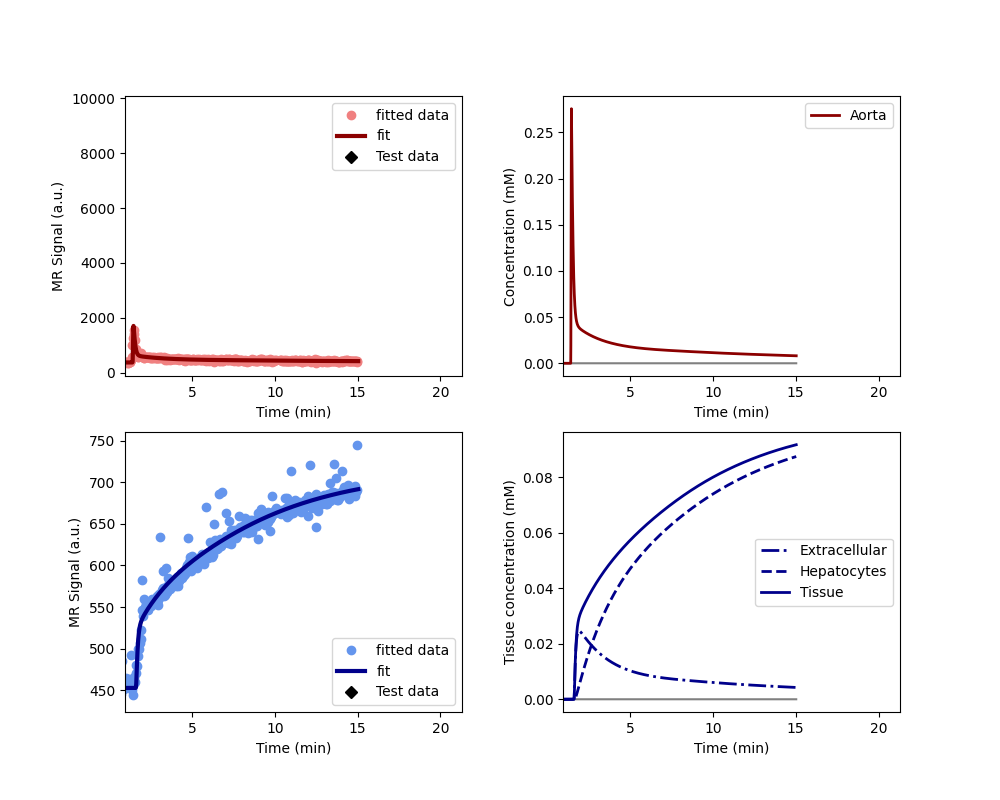 10000
8000
6000
4000
2000
0
MR Signal (a.u.)
fitted data
fit
Test data
5
10
15
20
Time (min)
0.25
0.20
0.15
0.10
0.05
0.00
Concentration (mM)
Aorta
5
10
15
20
Time (min)
750
700
650
600
550
500
450
MR Signal (a.u.)
fitted data
fit
Test data
5
10
15
20
Time (min)
0.08
0.06
0.04
0.02
0.00
Tissue concentration (mM)
Extracellular
Hepatocytes
Tissue
5
10
15
20
Time (min)